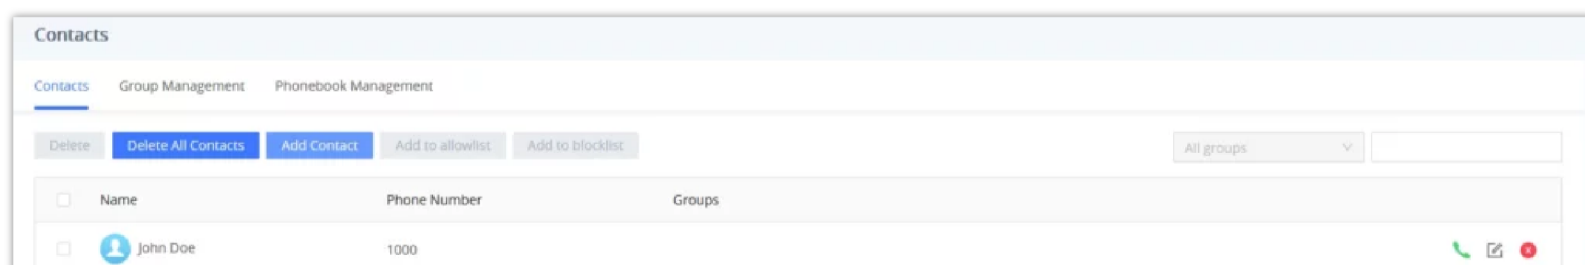 Contacts
Contacts Group Management Phonebook Management
Delete Delete All Contacts Add Contact Add to allowlist Add to blocklist All groups
Name Phone Number Groups
John Doe 1000